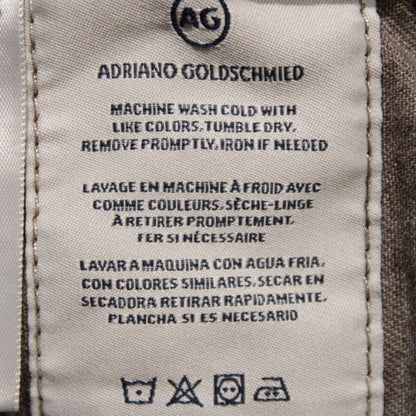 AG
ADRIANO GOLDSCHMIED
MACHINE WASH COLD WITH
LIKE COLORS, TUMBLE DRY,
REMOVE PROMPTLY, IRON IF NEEDED
LAVAGE EN MACHINE À FROID AVEC
COMME COULEURS, SÈCHE-LINGE
À RETIRER PROMPTEMENT,
FER SI NÉCESSAIRE
LAVAR A MAQUINA CON AGUA FRIA,
CON COLORES SIMILARES, SECAR EN
SECADORA RETIRAR RAPIDAMENTE,
PLANCHA SI ES NECESARIO